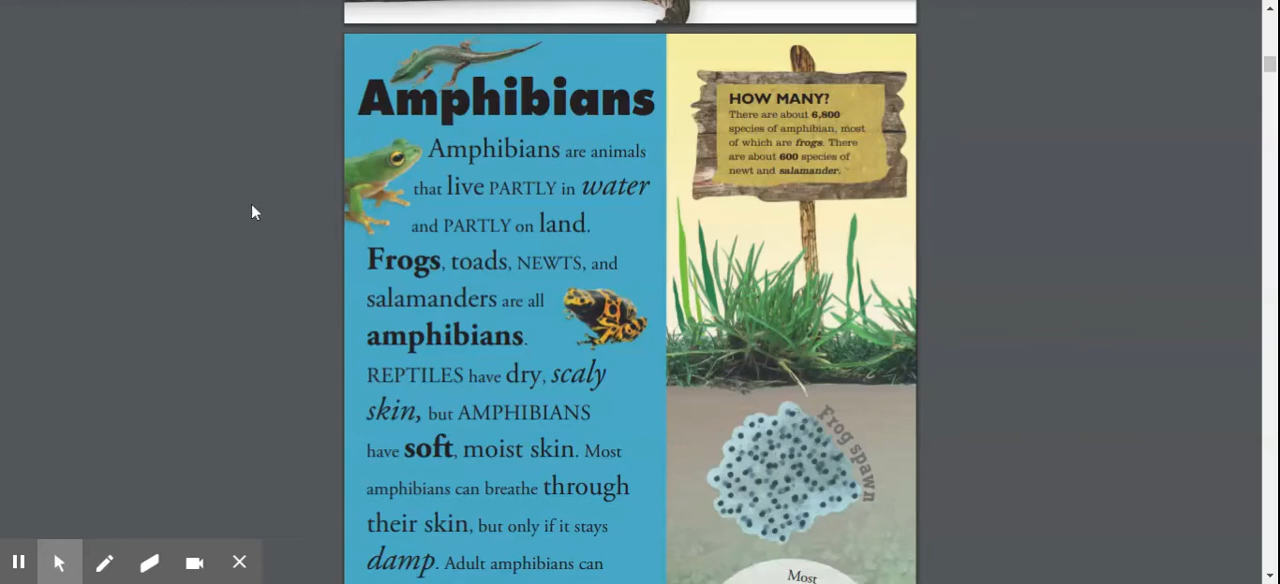 Amphibians
Amphibians are animals
that live PARTLY in water
and PARTLY on land.
Frogs, toads, NEWTS, and
salamanders are all
amphibians.
REPTILES have dry, scaly
skin, but AMPHIBIANS
have soft, moist skin. Most
amphibians can breathe through
their skin, but only if it stays
damp. Adult amphibians can
HOW MANY?
There are about 6,800
species of amphibian, most
of which are frogs. There
are about 600 species of
newt and salamander.
Frog spawn
Most